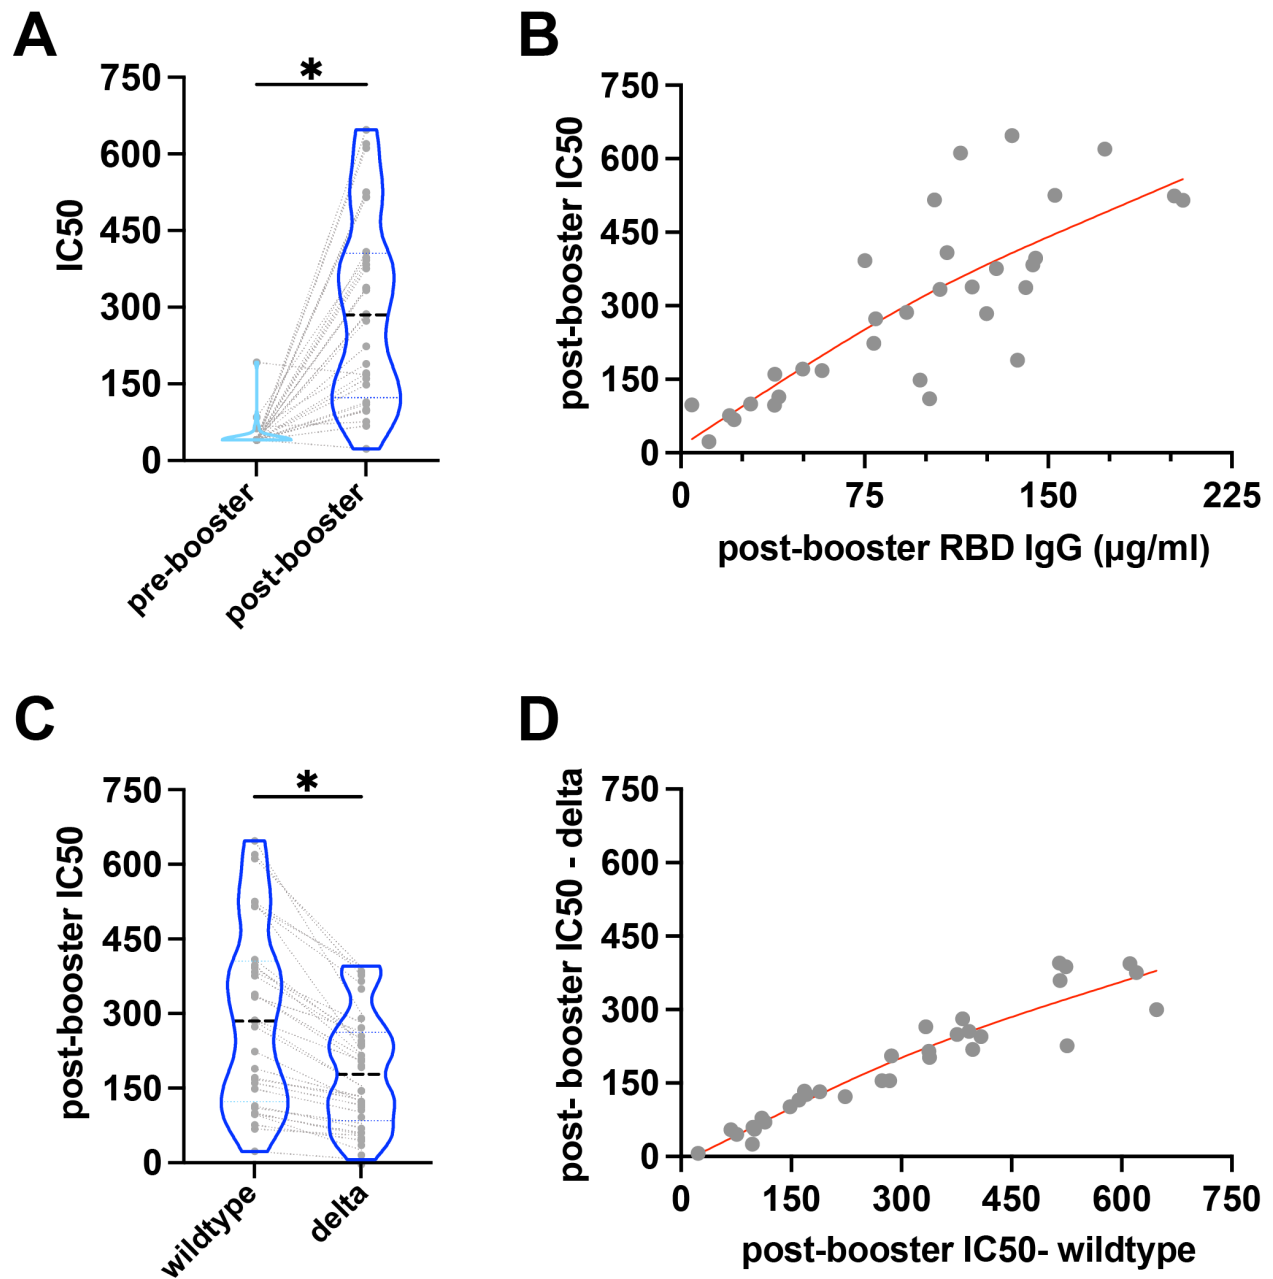 A
*
750
600
450
300
150
0
IC50
pre-booster
post-booster
B
750
600
450
300
150
0
post-booster IC50
0 75 150 225
post-booster RBD IgG (µg/ml)
C
*
750
600
450
300
150
0
post-booster IC50
wildtype
delta
D
750
600
450
300
150
0
post- booster IC50 - delta
0 150 300 450 600 750
post-booster IC50- wildtype